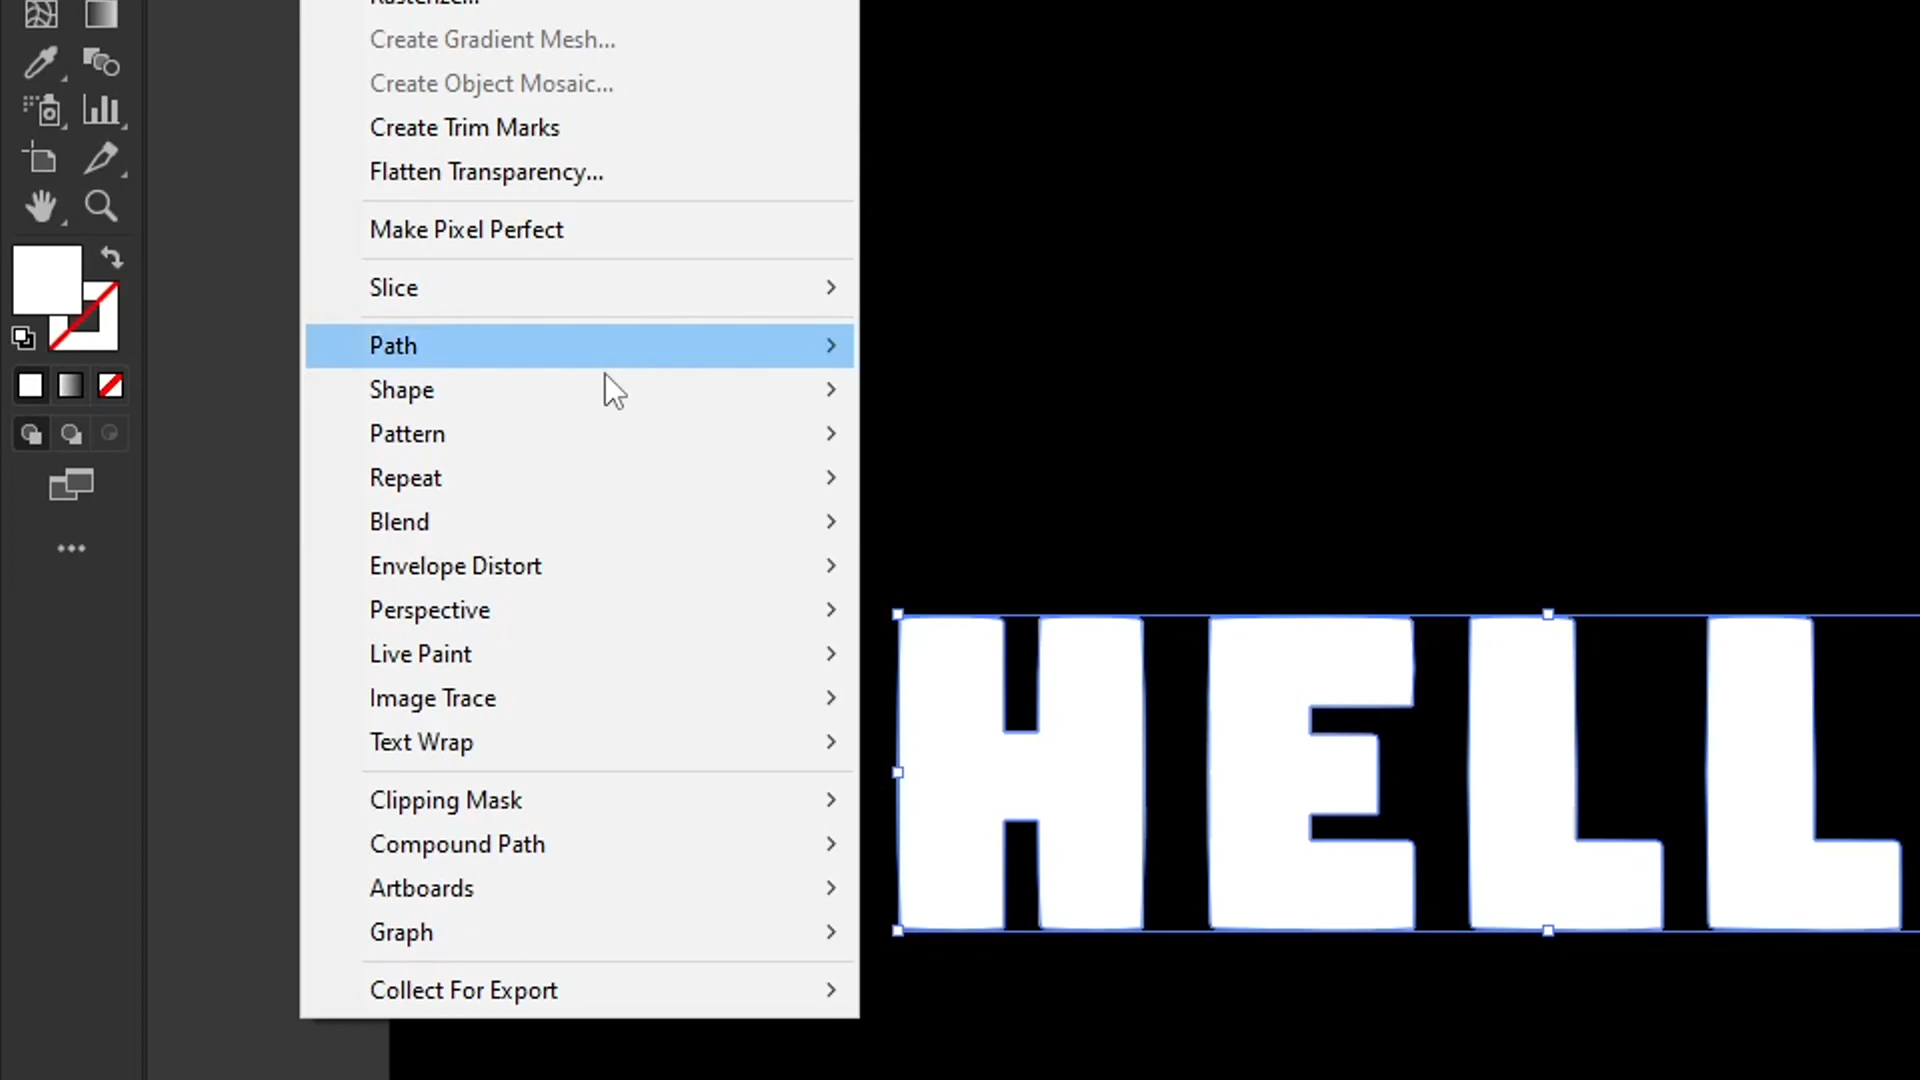 Rasterize...
Create Gradient Mesh...
Create Object Mosaic...
Create Trim Marks
Flatten Transparency...
Make Pixel Perfect
Slice
Path
Shape
Pattern
Repeat
Blend
Envelope Distort
Perspective
Live Paint
Image Trace
Text Wrap
Clipping Mask
Compound Path
Artboards
Graph
Collect For Export
HELL